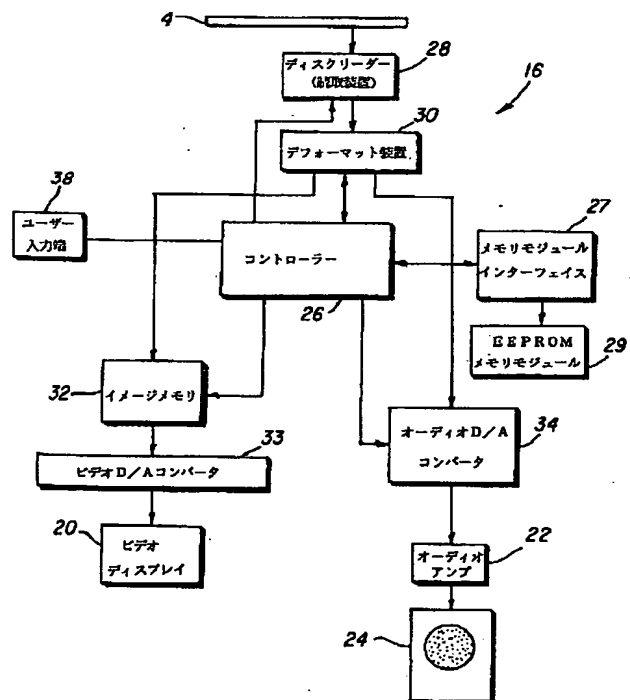 4
ディスクリーダー
(読取装置)
28
16
30
デフォーマット装置
38
ユーザー
入力端
27
メモリモジュール
インターフェイス
コントローラー
26
EEPROM
メモリモジュール
29
32
イメージメモリ
34
オーディオD/A
コンバータ
33
ビデオD/Aコンバータ
20
ビデオ
ディスプレイ
22
オーディオ
アンプ
24